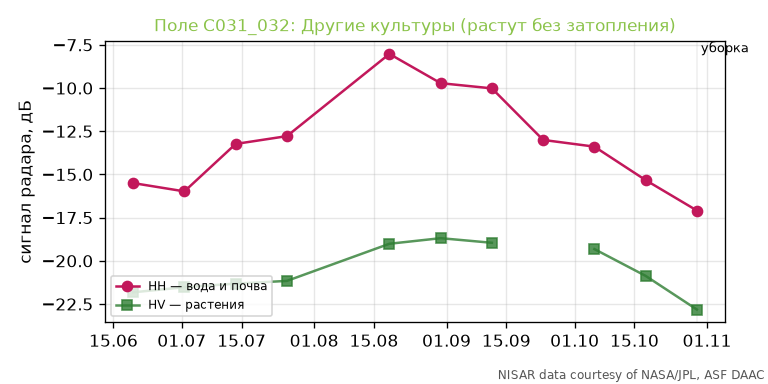 Поле C031_032: Другие культуры (растут без затопления)
уборка
сигнал радара, дБ
−7.5
−10.0
−12.5
−15.0
−17.5
−20.0
−22.5
HH — вода и почва
HV — растения
15.06 01.07 15.07 01.08 15.08 01.09 15.09 01.10 15.10 01.11
NISAR data courtesy of NASA/JPL, ASF DAAC